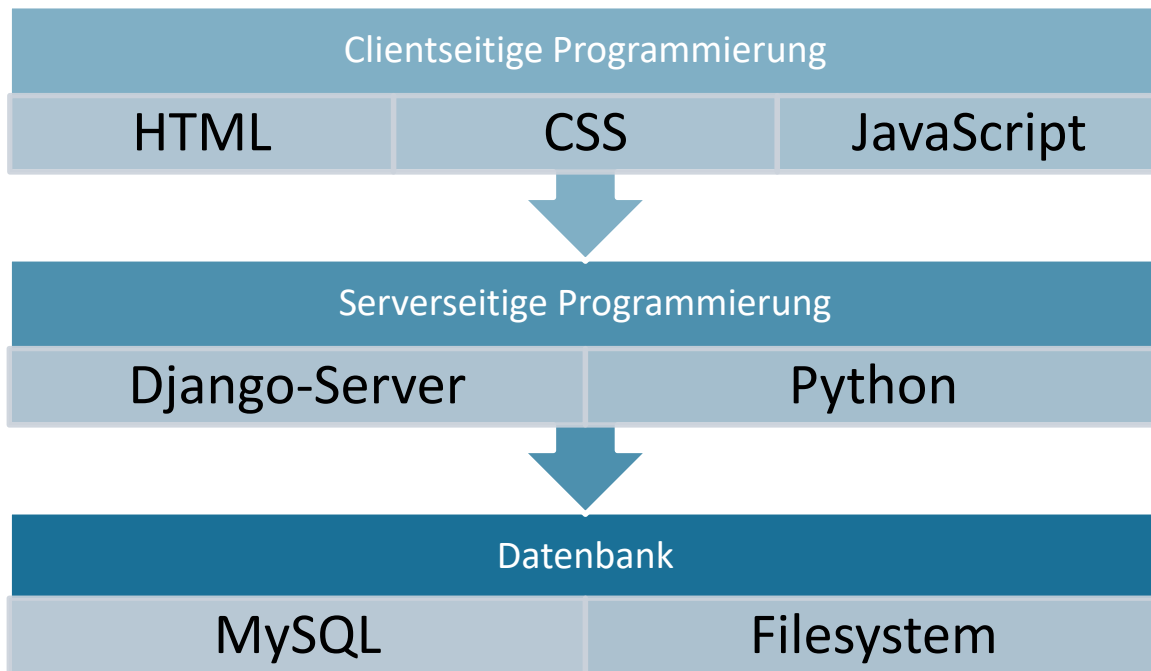 Clientseitige Programmierung
HTML CSS JavaScript
Serverseitige Programmierung
Django-Server Python
Datenbank
MySQL Filesystem